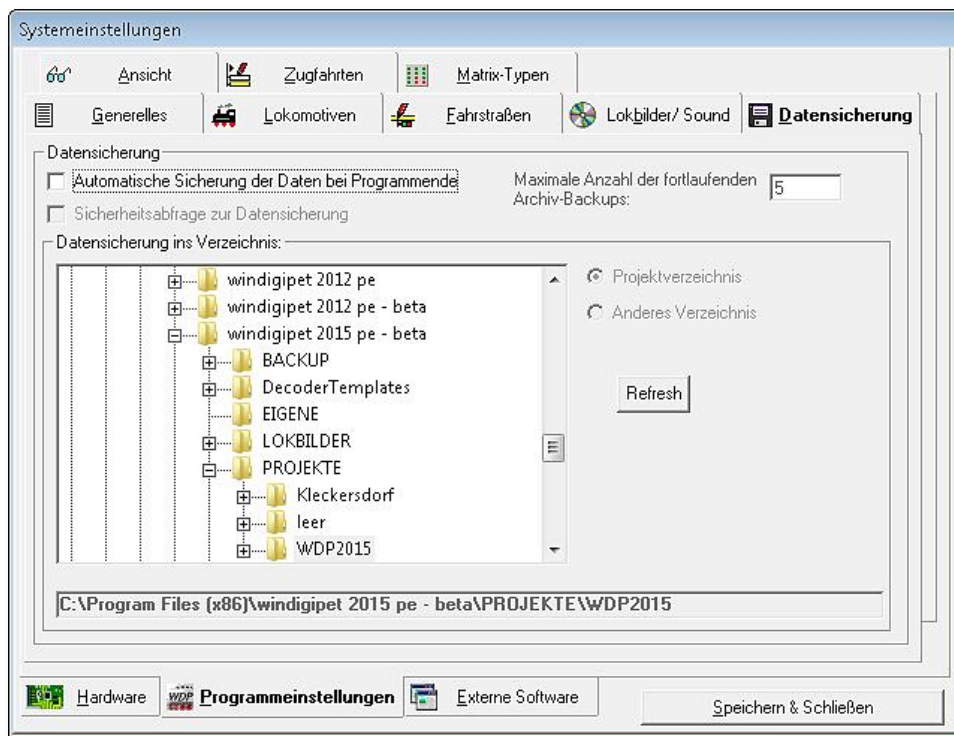 Systemeinstellungen
Ansicht
Zugfahrten
Matrix-Typen
Generelles
Lokomotiven
Fahrstraßen
Lokbilder/ Sound
Datensicherung
Datensicherung
Automatische Sicherung der Daten bei Programmende
Maximale Anzahl der fortlaufenden
Archiv-Backups:
5
Sicherheitsabfrage zur Datensicherung
Datensicherung ins Verzeichnis:
windigipet 2012 pe
windigipet 2012 pe - beta
windigipet 2015 pe - beta
BACKUP
DecoderTemplates
EIGENE
LOKBILDER
PROJEKTE
Kleckersdorf
leer
WDP2015
Projektverzeichnis
Anderes Verzeichnis
Refresh
C:\Program Files (x86)\windigipet 2015 pe - beta\PROJEKTE\WDP2015
Hardware
WDP
Programmeinstellungen
Externe Software
Speichern & Schließen